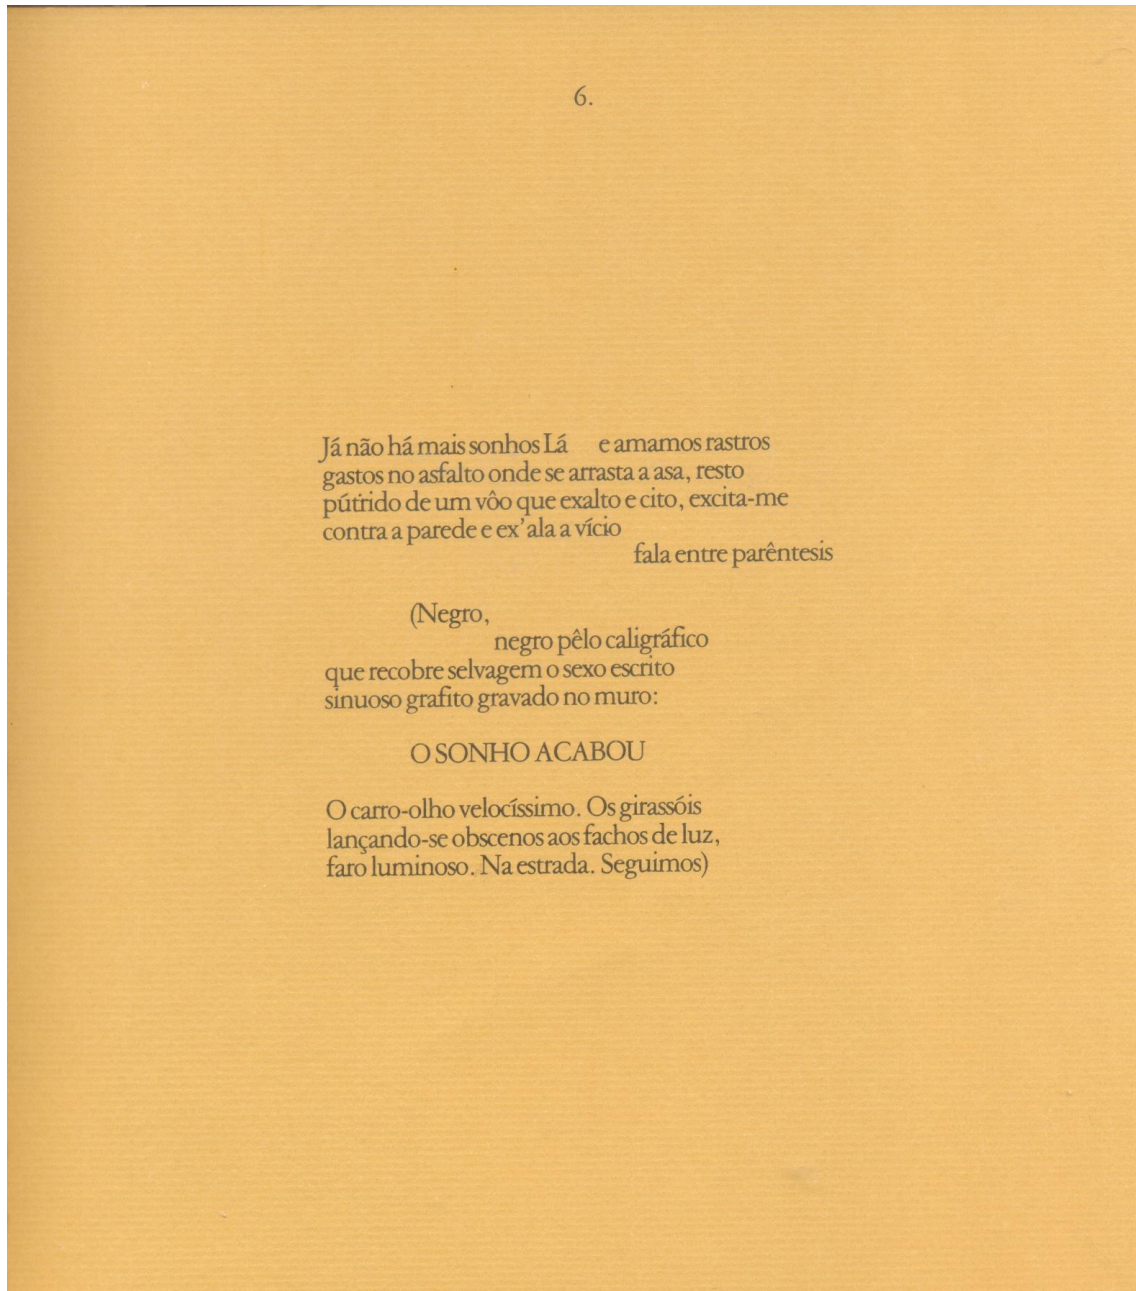 6.
Já não há mais sonhos Lá e amamos rastros
gastos no asfalto onde se arrasta a asa, resto
pútrido de um vôo que exalto e cito, excita-me
contra a parede e ex’ala a vício
fala entre parêntesis
(Negro,
negro pêlo caligráfico
que recobre selvagem o sexo escrito
sinuoso grafito gravado no muro:
O SONHO ACABOU
O carro-olho velocíssimo. Os girassóis
lançando-se obscenos aos fachos de luz,
faro luminoso. Na estrada. Seguimos)